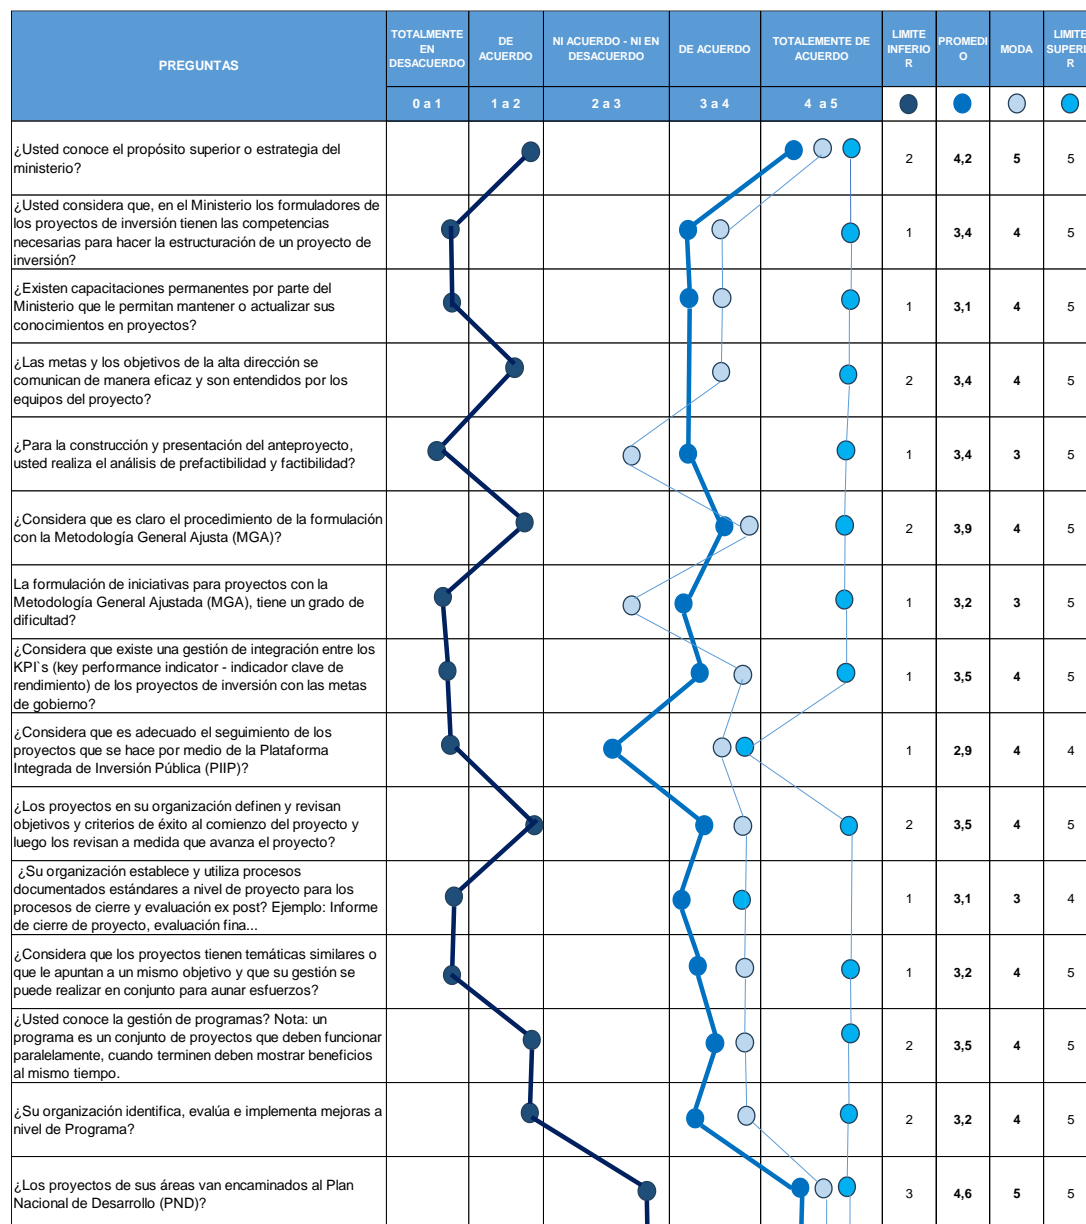 PREGUNTAS
TOTALMENTE
EN
DESACUERDO
DE
ACUERDO
NI ACUERDO - NI EN
DESACUERDO
DE ACUERDO
TOTALEMENTE DE
ACUERDO
LIMITE
INFERIO
R
PROMEDI
O
MODA
LIMITE
SUPERI
R
0 a 1
1 a 2
2 a 3
3 a 4
4 a 5
¿Usted conoce el propósito superior o estrategia del
ministerio?
2 4,2 5 5
¿Usted considera que, en el Ministerio los formuladores de
los proyectos de inversión tienen las competencias
necesarias para hacer la estructuración de un proyecto de
inversión?
1 3,4 4 5
¿Existen capacitaciones permanentes por parte del
Ministerio que le permitan mantener o actualizar sus
conocimientos en proyectos?
1 3,1 4 5
¿Las metas y los objetivos de la alta dirección se
comunican de manera eficaz y son entendidos por los
equipos del proyecto?
2 3,4 4 5
¿Para la construcción y presentación del anteproyecto,
usted realiza el análisis de prefactibilidad y factibilidad?
1 3,4 3 5
¿Considera que es claro el procedimiento de la formulación
con la Metodología General Ajusta (MGA)?
2 3,9 4 5
La formulación de iniciativas para proyectos con la
Metodología General Ajustada (MGA), tiene un grado de
dificultad?
1 3,2 3 5
¿Considera que existe una gestión de integración entre los
KPI`s (key performance indicator - indicador clave de
rendimiento) de los proyectos de inversión con las metas
de gobierno?
1 3,5 4 5
¿Considera que es adecuado el seguimiento de los
proyectos que se hace por medio de la Plataforma
Integrada de Inversión Pública (PIIP)?
1 2,9 4 4
¿Los proyectos en su organización definen y revisan
objetivos y criterios de éxito al comienzo del proyecto y
luego los revisan a medida que avanza el proyecto?
2 3,5 4 5
¿Su organización establece y utiliza procesos
documentados estándares a nivel de proyecto para los
procesos de cierre y evaluación ex post? Ejemplo: Informe
de cierre de proyecto, evaluación fina...
1 3,1 3 4
¿Considera que los proyectos tienen temáticas similares o
que le apuntan a un mismo objetivo y que su gestión se
puede realizar en conjunto para aunar esfuerzos?
1 3,2 4 5
¿Usted conoce la gestión de programas? Nota: un
programa es un conjunto de proyectos que deben funcionar
paralelamente, cuando terminen deben mostrar beneficios
al mismo tiempo.
2 3,5 4 5
¿Su organización identifica, evalúa e implementa mejoras a
nivel de Programa?
2 3,2 4 5
¿Los proyectos de sus áreas van encaminados al Plan
Nacional de Desarrollo (PND)?
3 4,6 5 5